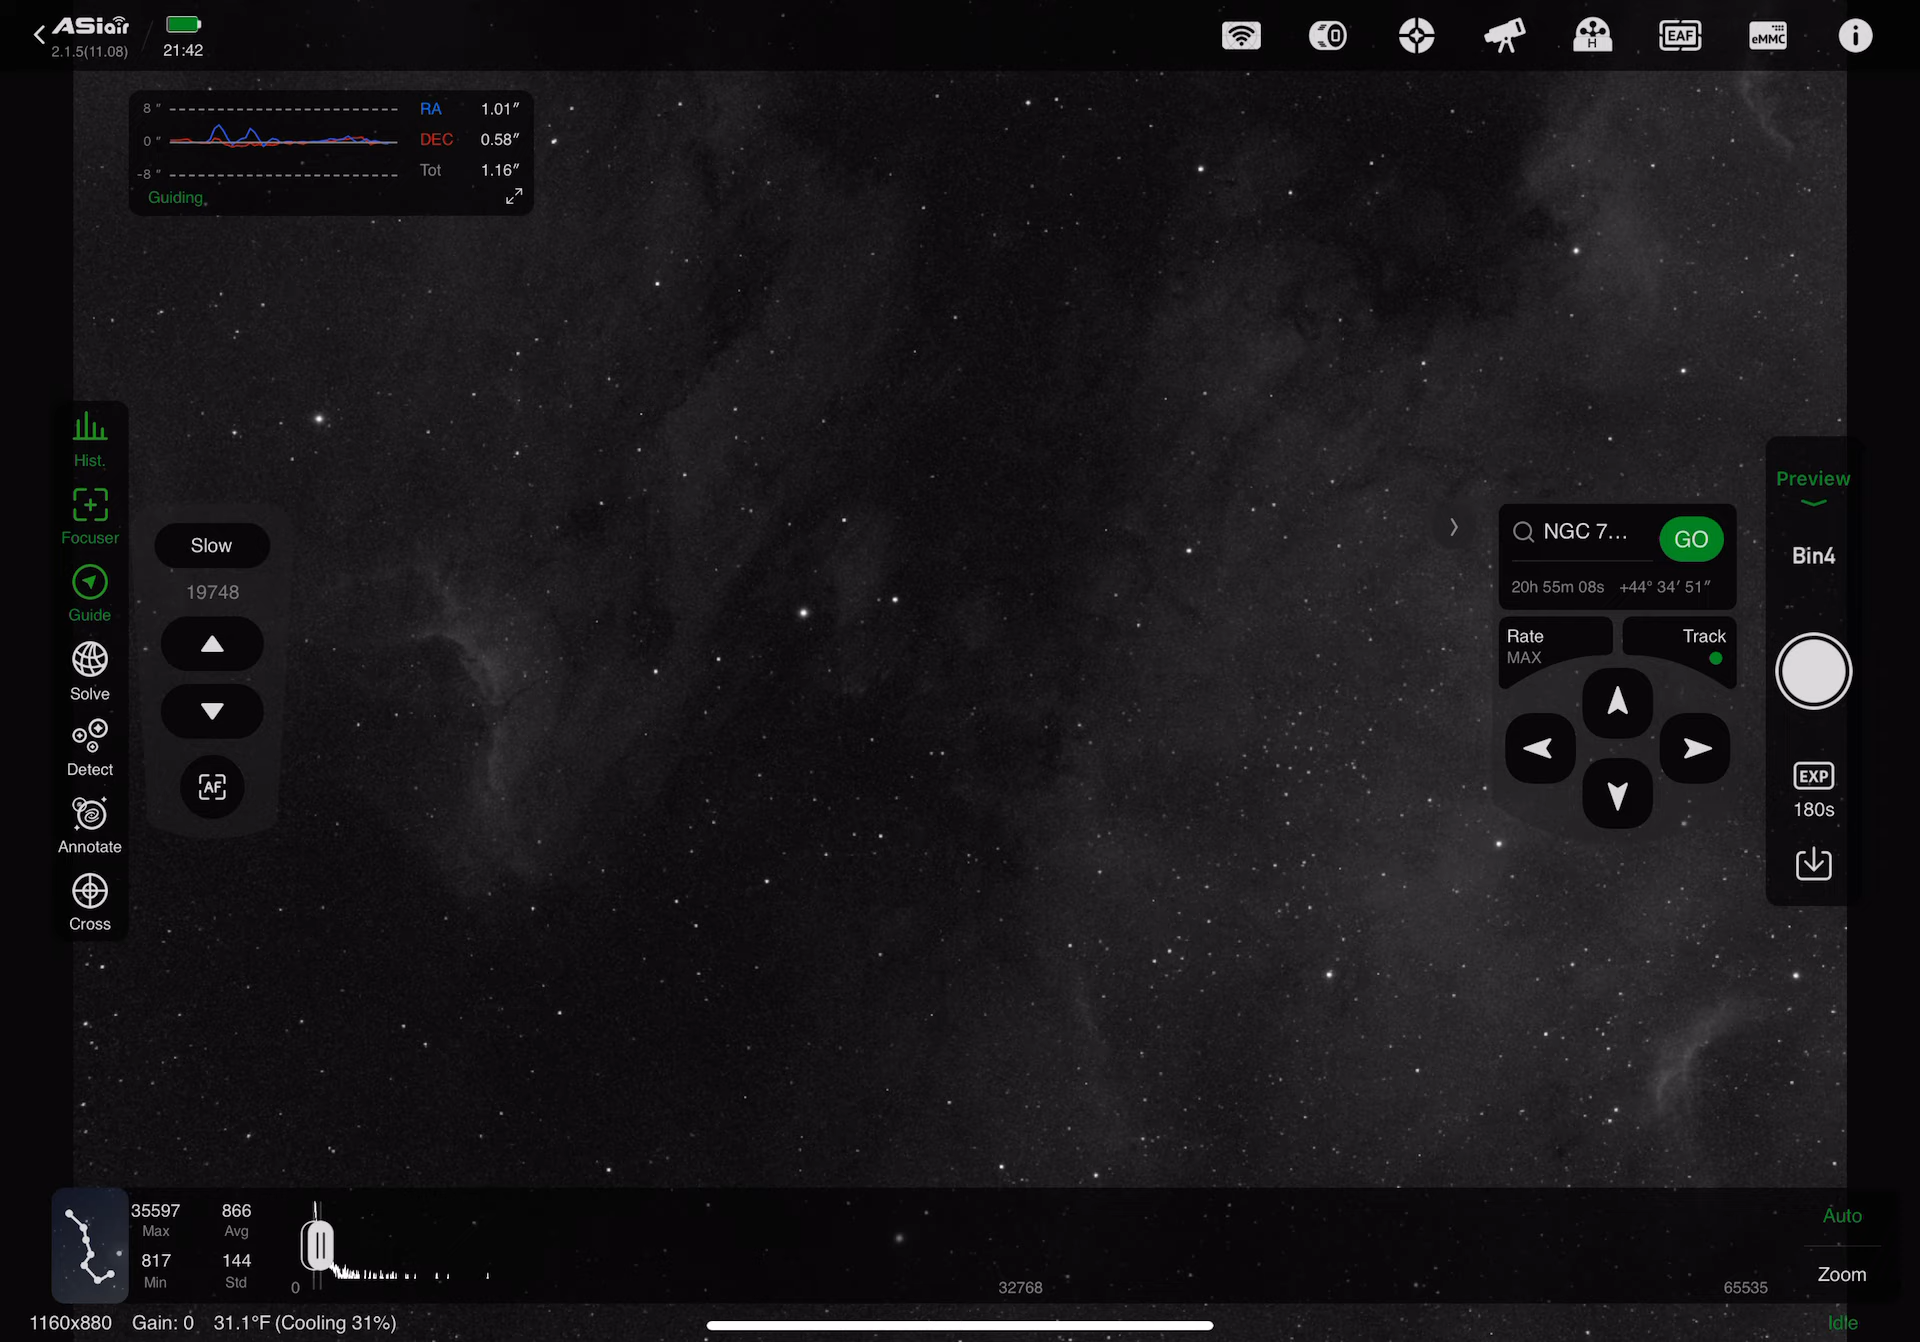 ASIair
2.1.5(11.08)
21:42
H
EAF
eMMC
8 "
0 "
-8 "
RA 1.01″
DEC 0.58″
Tot 1.16″
Guiding
Hist.
Focuser
Guide
Solve
Detect
Annotate
Cross
Slow
19748
AF
NGC 7...
GO
20h 55m 08s +44° 34′ 51″
Rate
MAX
Track
Preview
Bin4
EXP
180s
35597
Max
866
Avg
817
Min
144
Std
0
32768
65535
Auto
Zoom
1160x880 Gain: 0 31.1°F (Cooling 31%)
Idle